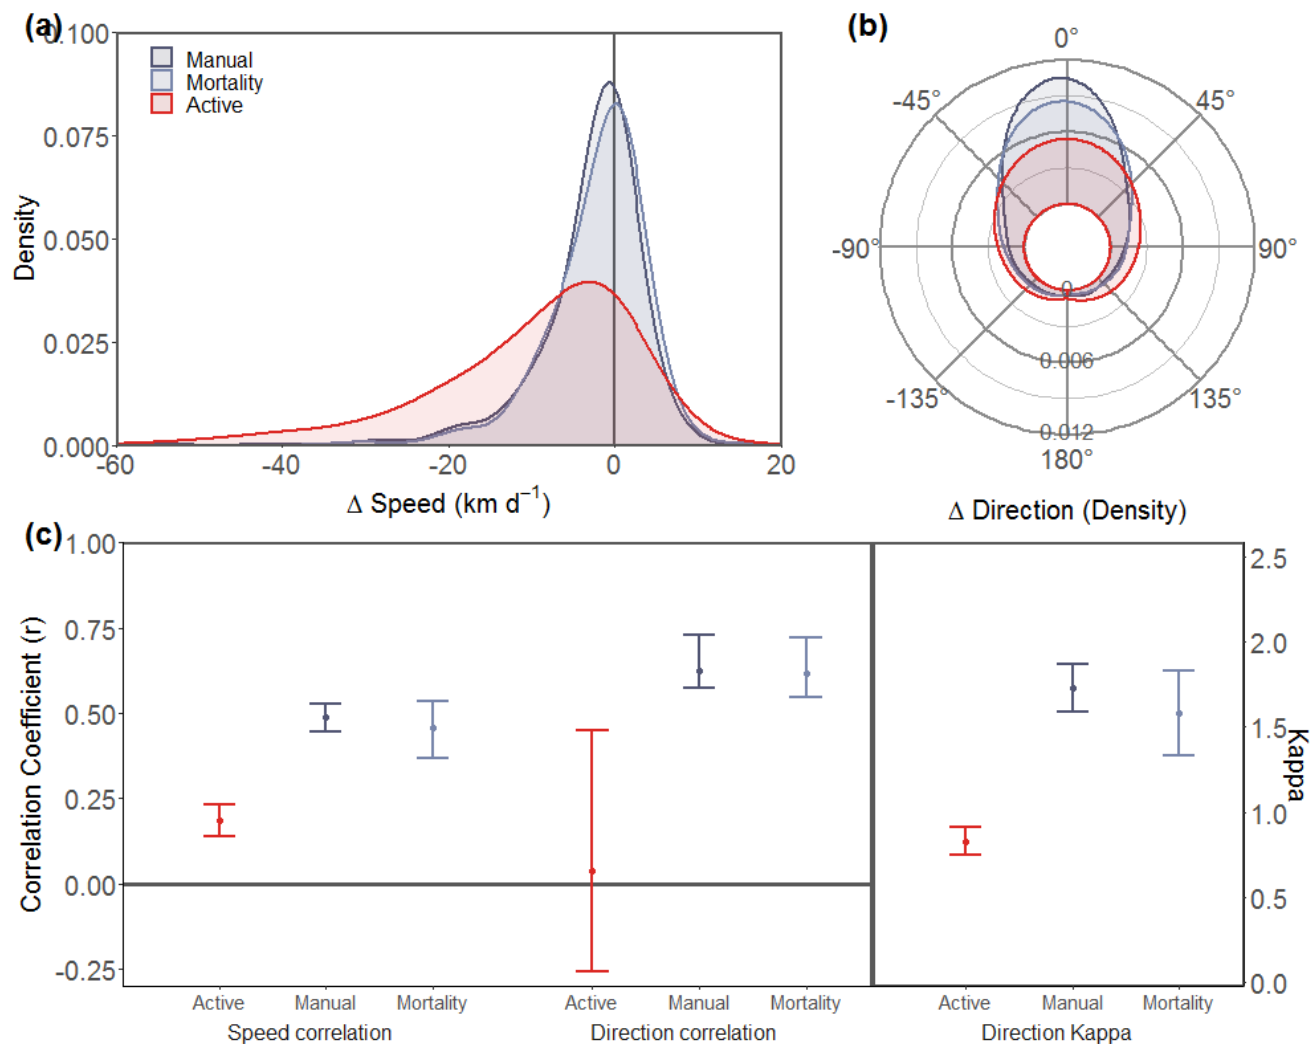 (a)
0.100
0.075
0.050
0.025
0.000
Density
Manual
Mortality
Active
-60 -40 -20 0 20
Δ Speed (km d⁻¹)
(b)
0°
-45° 45°
-90° 90°
-135° 135°
180°
0
0.006
0.012
Δ Direction (Density)
(c)
1.00
0.75
0.50
0.25
0.00
-0.25
Correlation Coefficient (r)
2.5
2.0
1.5
1.0
0.5
0.0
Kappa
Active Manual Mortality Active Manual Mortality Active Manual Mortality
Speed correlation Direction correlation Direction Kappa